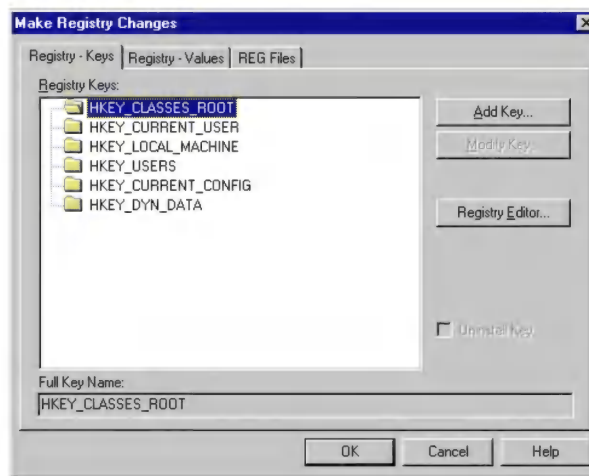 Make Registry Changes
Registry - Keys
Registry - Values
REG Files
Registry Keys:
HKEY_CLASSES_ROOT
HKEY_CURRENT_USER
HKEY_LOCAL_MACHINE
HKEY_USERS
HKEY_CURRENT_CONFIG
HKEY_DYN_DATA
Add Key...
Modify Key
Registry Editor...
Uninstall Key
Full Key Name:
HKEY_CLASSES_ROOT
OK
Cancel
Help